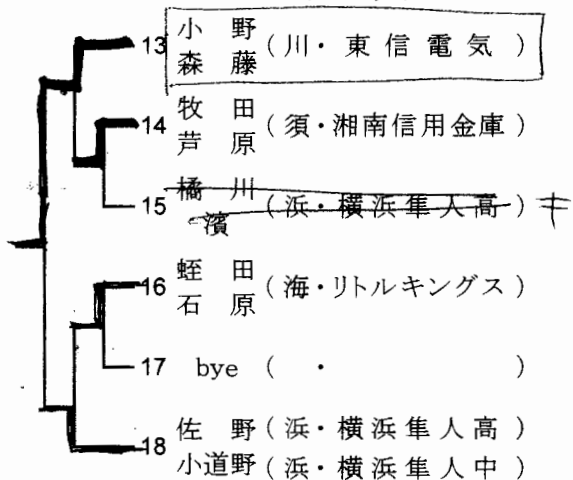 13 小野 (川・東信電気)
森藤
14 牧田 (須・湘南信用金庫)
芦原
15 橘川 (浜・横浜隼人高) キ
濱
16 蛭田 (海・リトルキングス)
石原
17 bye ( ・ )
18 佐野 (浜・横浜隼人高)
小道野 (浜・横浜隼人中)